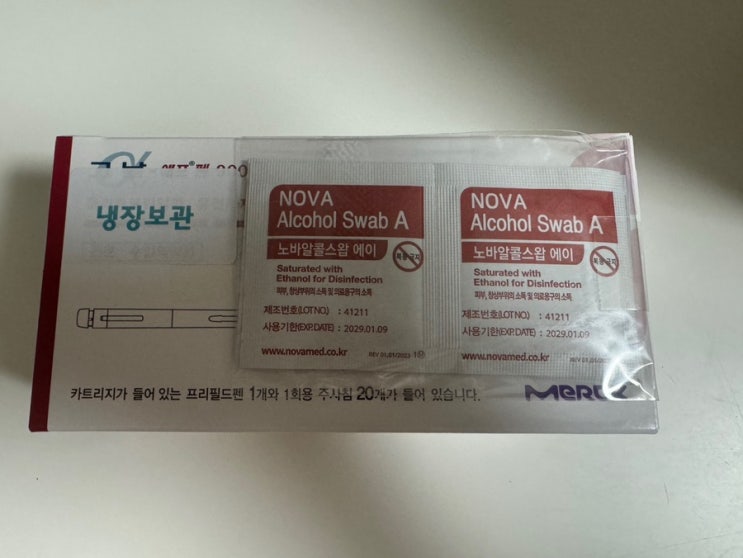 냉장보관
NOVA
Alcohol Swab A
노바알콜스왑 에이
Saturated with
Ethanol for Disinfection
피부, 창상부위의 소독 및 의료용구의 소독
제조번호(LOT.NO.) : 41211
사용기한(EXP.DATE) : 2029.01.09
www.novamed.co.kr
NOVA
Alcohol Swab A
노바알콜스왑 에이
Saturated with
Ethanol for Disinfection
피부, 창상부위의 소독 및 의료용구의 소독
제조번호(LOT.NO.) : 41211
사용기한(EXP.DATE) : 2029.01.09
www.novamed.co.kr
카트리지가 들어 있는 프리필드펜 1개와 1회용 주사침 20개가 들어 있습니다.
Merck